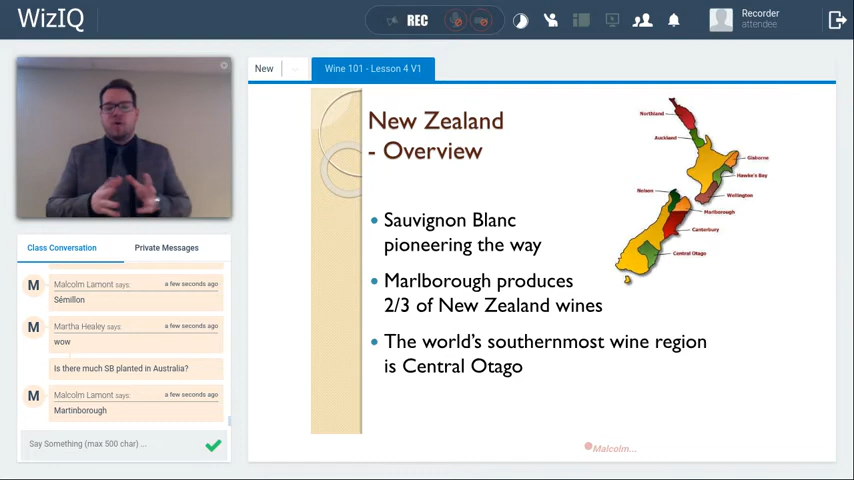 WizIQ
REC
Recorder
attendee
New
Wine 101 - Lesson 4 V1
New Zealand
- Overview
Northland
Auckland
Gisborne
Hawke's Bay
Nelson
Wellington
Marlborough
Canterbury
Central Otago
Sauvignon Blanc
pioneering the way
Marlborough produces
2/3 of New Zealand wines
The world's southernmost wine region
is Central Otago
Malcolm...
Class Conversation
Private Messages
M
Malcolm Lamont says:
a few seconds ago
Sémillon
M
Martha Healey says:
a few seconds ago
wow
Is there much SB planted in Australia?
M
Malcolm Lamont says:
a few seconds ago
Martinborough
Say Something (max 500 char) ...